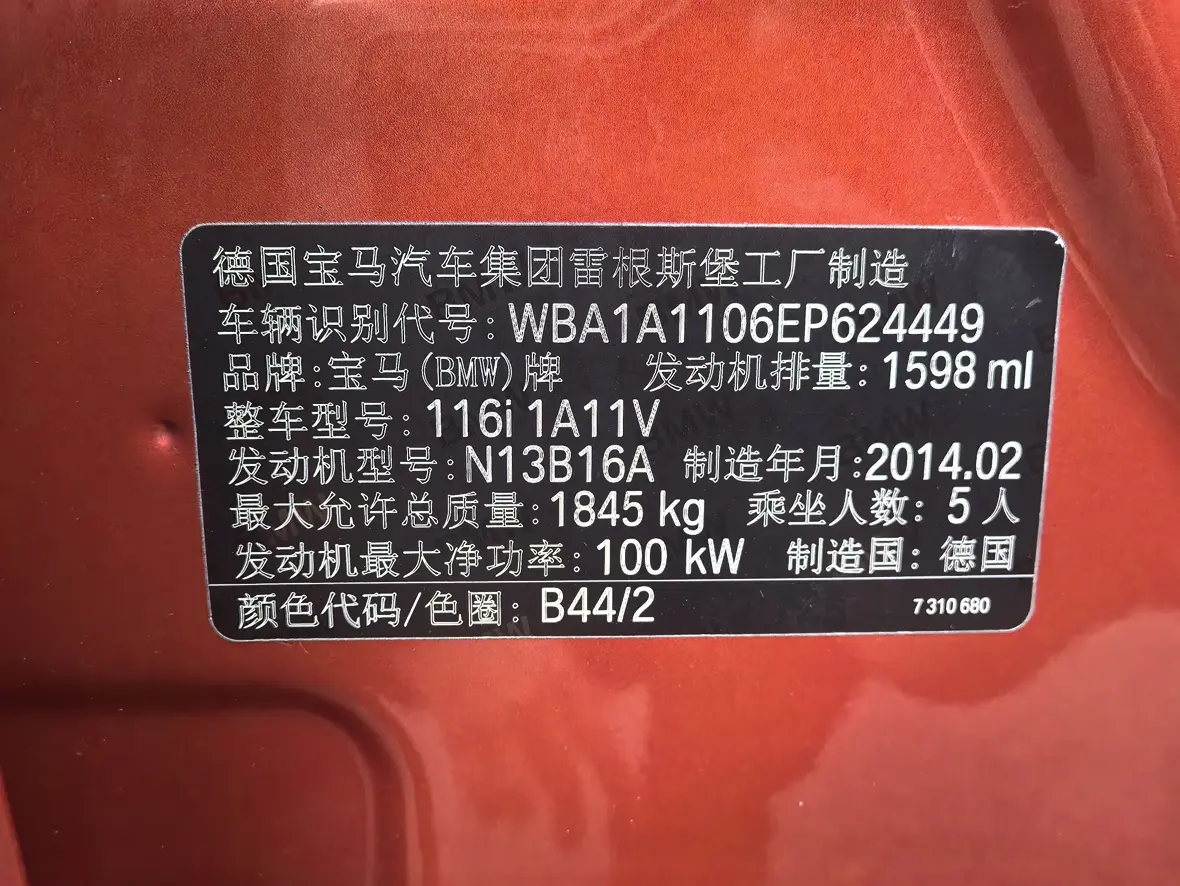 德国宝马汽车集团雷根斯堡工厂制造
车辆识别代号: WBA1A1106EP624449
品牌:宝马(BMW)牌 发动机排量: 1598 ml
整车型号: 116i 1A11V
发动机型号:N13B16A 制造年月:2014.02
最大允许总质量: 1845 kg 乘坐人数: 5 人
发动机最大净功率: 100 kW 制造国: 德国
颜色代码/色圈: B44/2 7 310 680